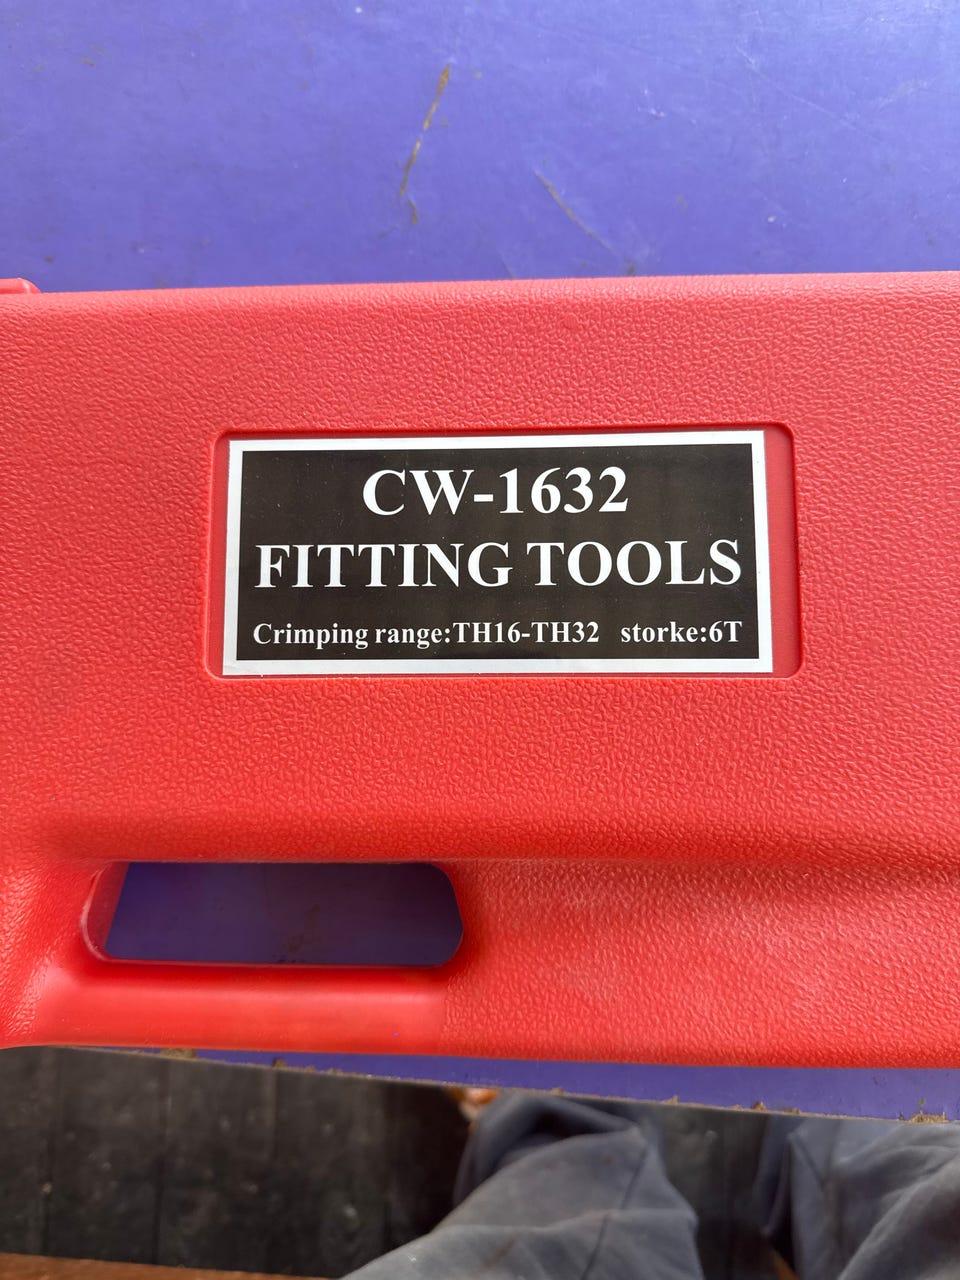 CW-1632
FITTING TOOLS
Crimping range:TH16-TH32 storke:6T